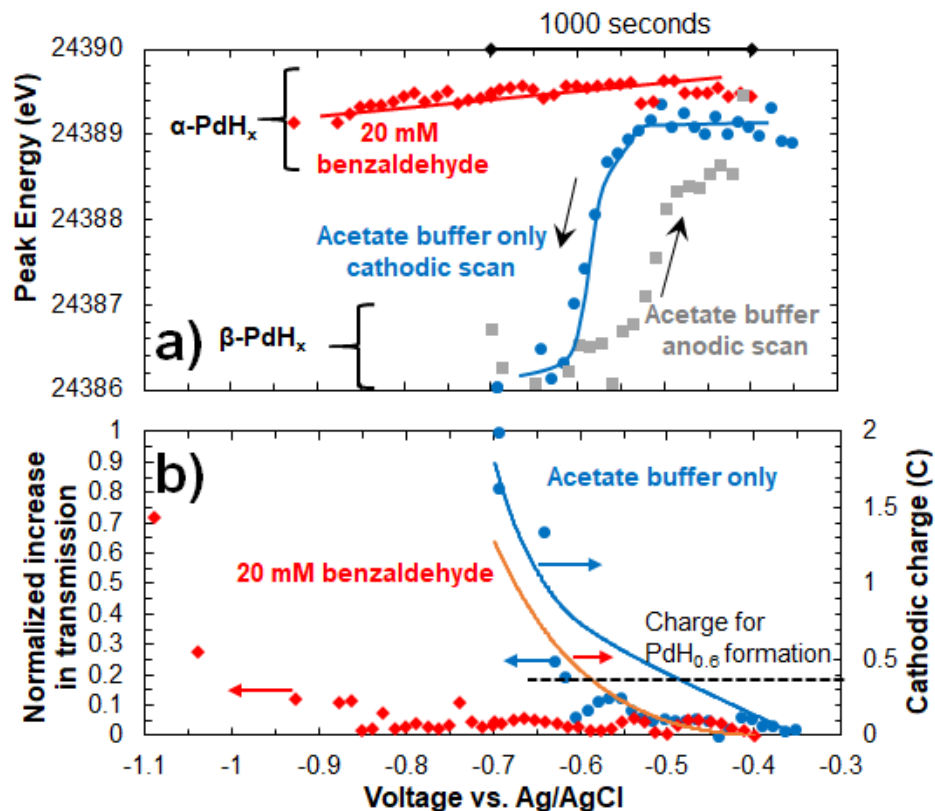 1000 seconds
24390
24389
24388
24387
24386
Peak Energy (eV)
α-PdHₓ
20 mM
benzaldehyde
Acetate buffer only
cathodic scan
β-PdHₓ
Acetate buffer
anodic scan
a)
b)
1
0.9
0.8
0.7
0.6
0.5
0.4
0.3
0.2
0.1
0
Normalized increase
in transmission
Acetate buffer only
20 mM benzaldehyde
Charge for
PdH₀.₆ formation
2
1.5
1
0.5
0
Cathodic charge (C)
-1.1 -1 -0.9 -0.8 -0.7 -0.6 -0.5 -0.4 -0.3
Voltage vs. Ag/AgCl